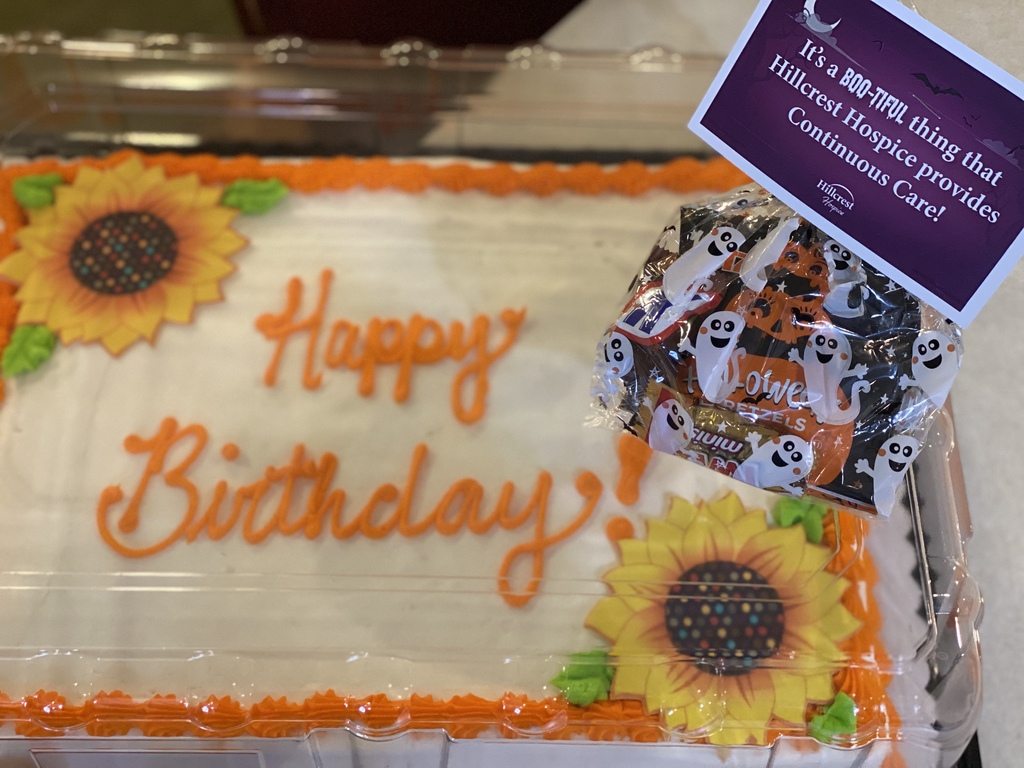 It's a BOO-TIFUL thing that
Hillcrest Hospice provides
Continuous Care!
Hillcrest
Hospice
Happy
Birthday!
PRETZELS